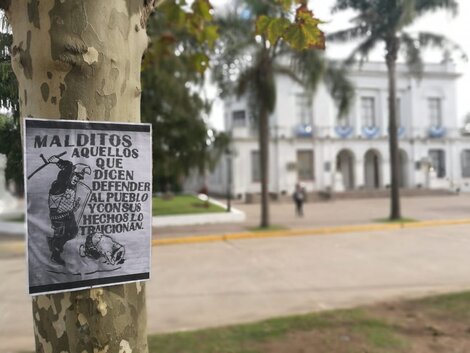 MALDITOS
AQUELLOS
QUE
DICEN
DEFENDER
AL PUEBLO
Y CON SUS
HECHOS LO
TRAICIONAN.